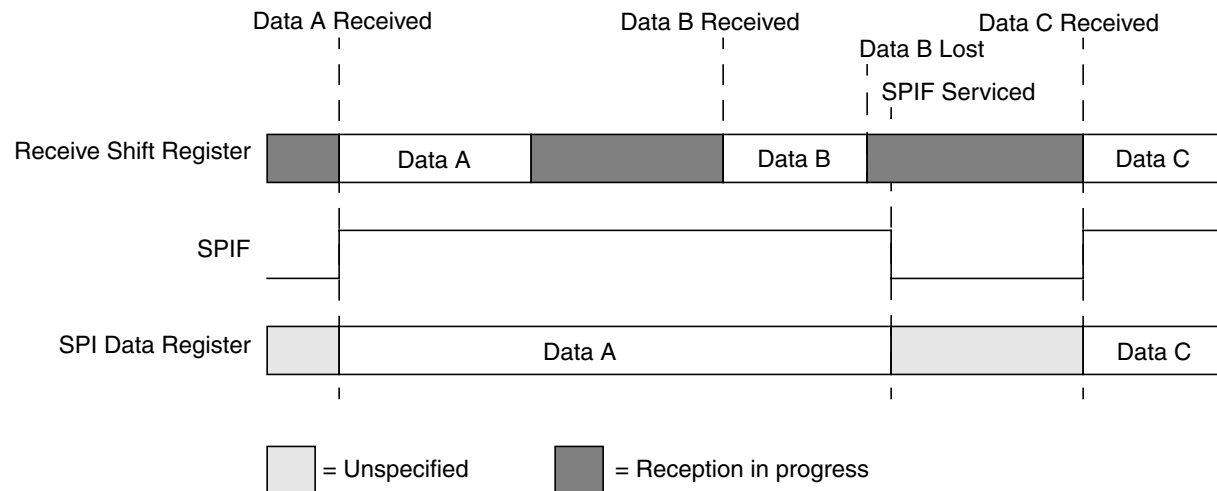 Data A Received
Data B Received
Data C Received
Data B Lost
SPIF Serviced
Receive Shift Register
Data A
Data B
Data C
SPIF
SPI Data Register
Data A
Data C
= Unspecified
= Reception in progress